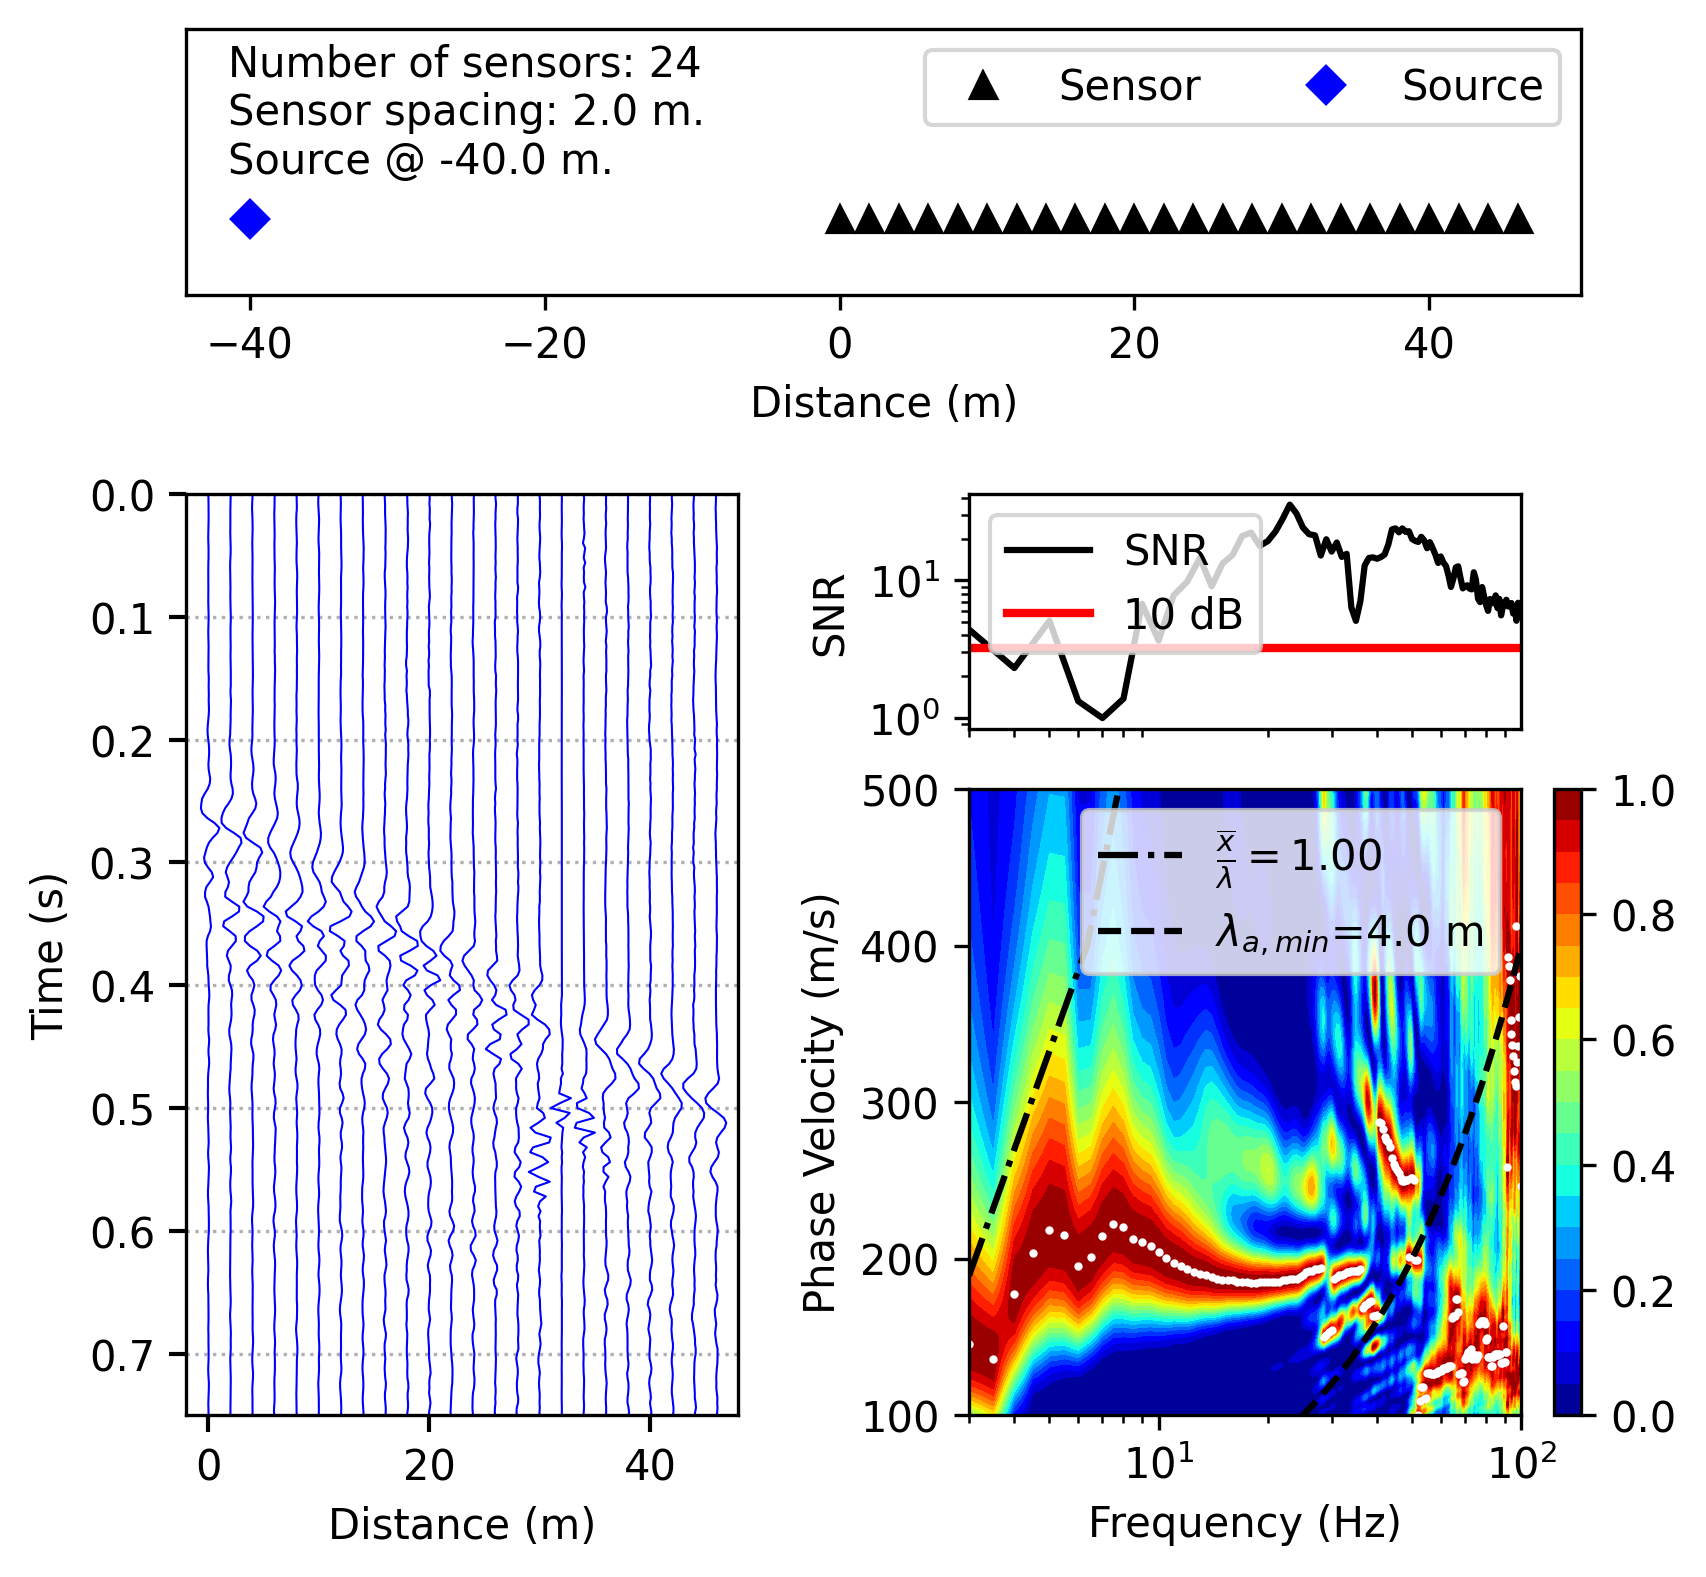 Number of sensors: 24
Sensor spacing: 2.0 m.
Source @ -40.0 m.
Sensor
Source
−40
−20
0
20
40
Distance (m)
0.0
0.1
0.2
0.3
0.4
0.5
0.6
0.7
Time (s)
0
20
40
Distance (m)
SNR
10 dB
10¹
10⁰
SNR
500
400
300
200
100
Phase Velocity (m/s)
x̅/λ = 1.00
λₐ,ₘᵢₙ=4.0 m
10¹
10²
Frequency (Hz)
1.0
0.8
0.6
0.4
0.2
0.0